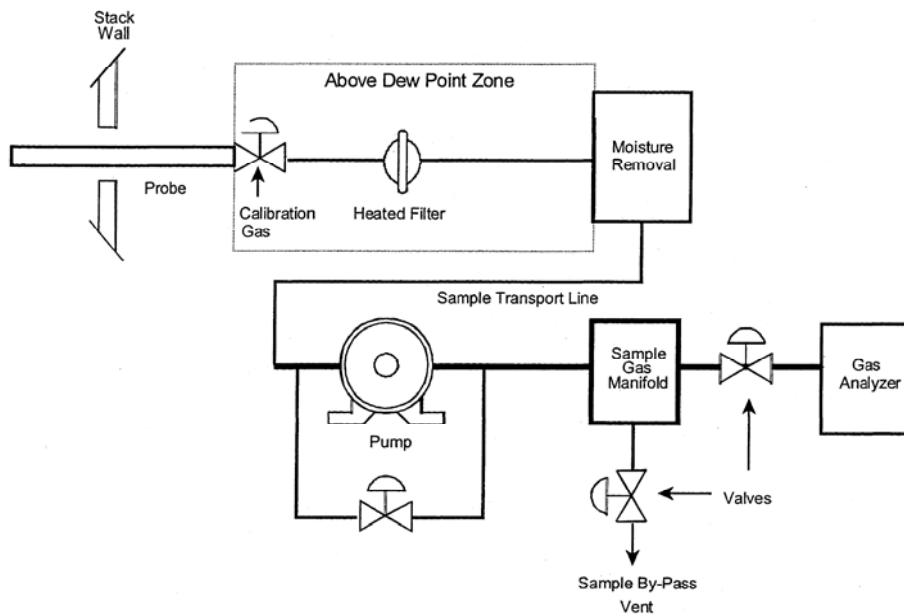 Stack
Wall
Above Dew Point Zone
Moisture
Removal
Probe
Calibration
Gas
Heated Filter
Sample Transport Line
Sample
Gas
Manifold
Gas
Analyzer
Pump
Valves
Sample By-Pass
Vent